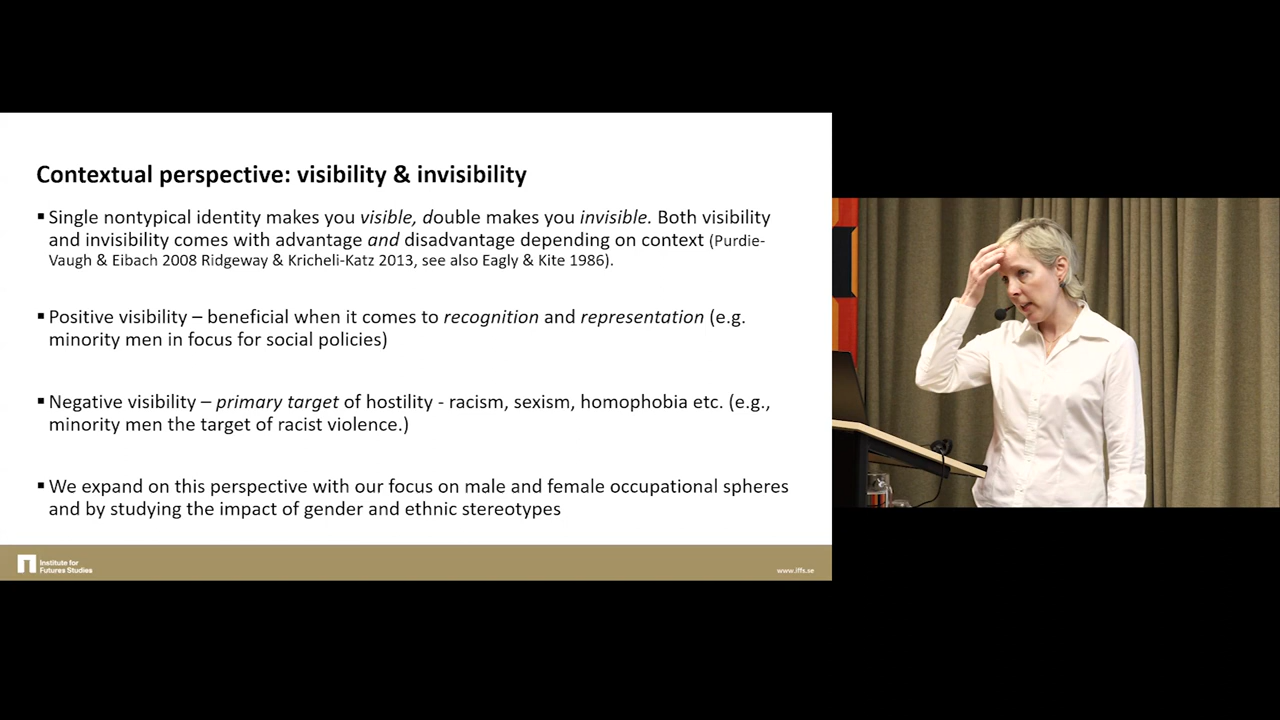 Contextual perspective: visibility & invisibility
▪ Single nontypical identity makes you visible, double makes you invisible. Both visibility
and invisibility comes with advantage and disadvantage depending on context (Purdie-
Vaugh & Eibach 2008 Ridgeway & Kricheli-Katz 2013, see also Eagly & Kite 1986).
▪ Positive visibility – beneficial when it comes to recognition and representation (e.g.
minority men in focus for social policies)
▪ Negative visibility – primary target of hostility - racism, sexism, homophobia etc. (e.g.,
minority men the target of racist violence.)
▪ We expand on this perspective with our focus on male and female occupational spheres
and by studying the impact of gender and ethnic stereotypes
Institute for
Futures Studies
www.iffs.se